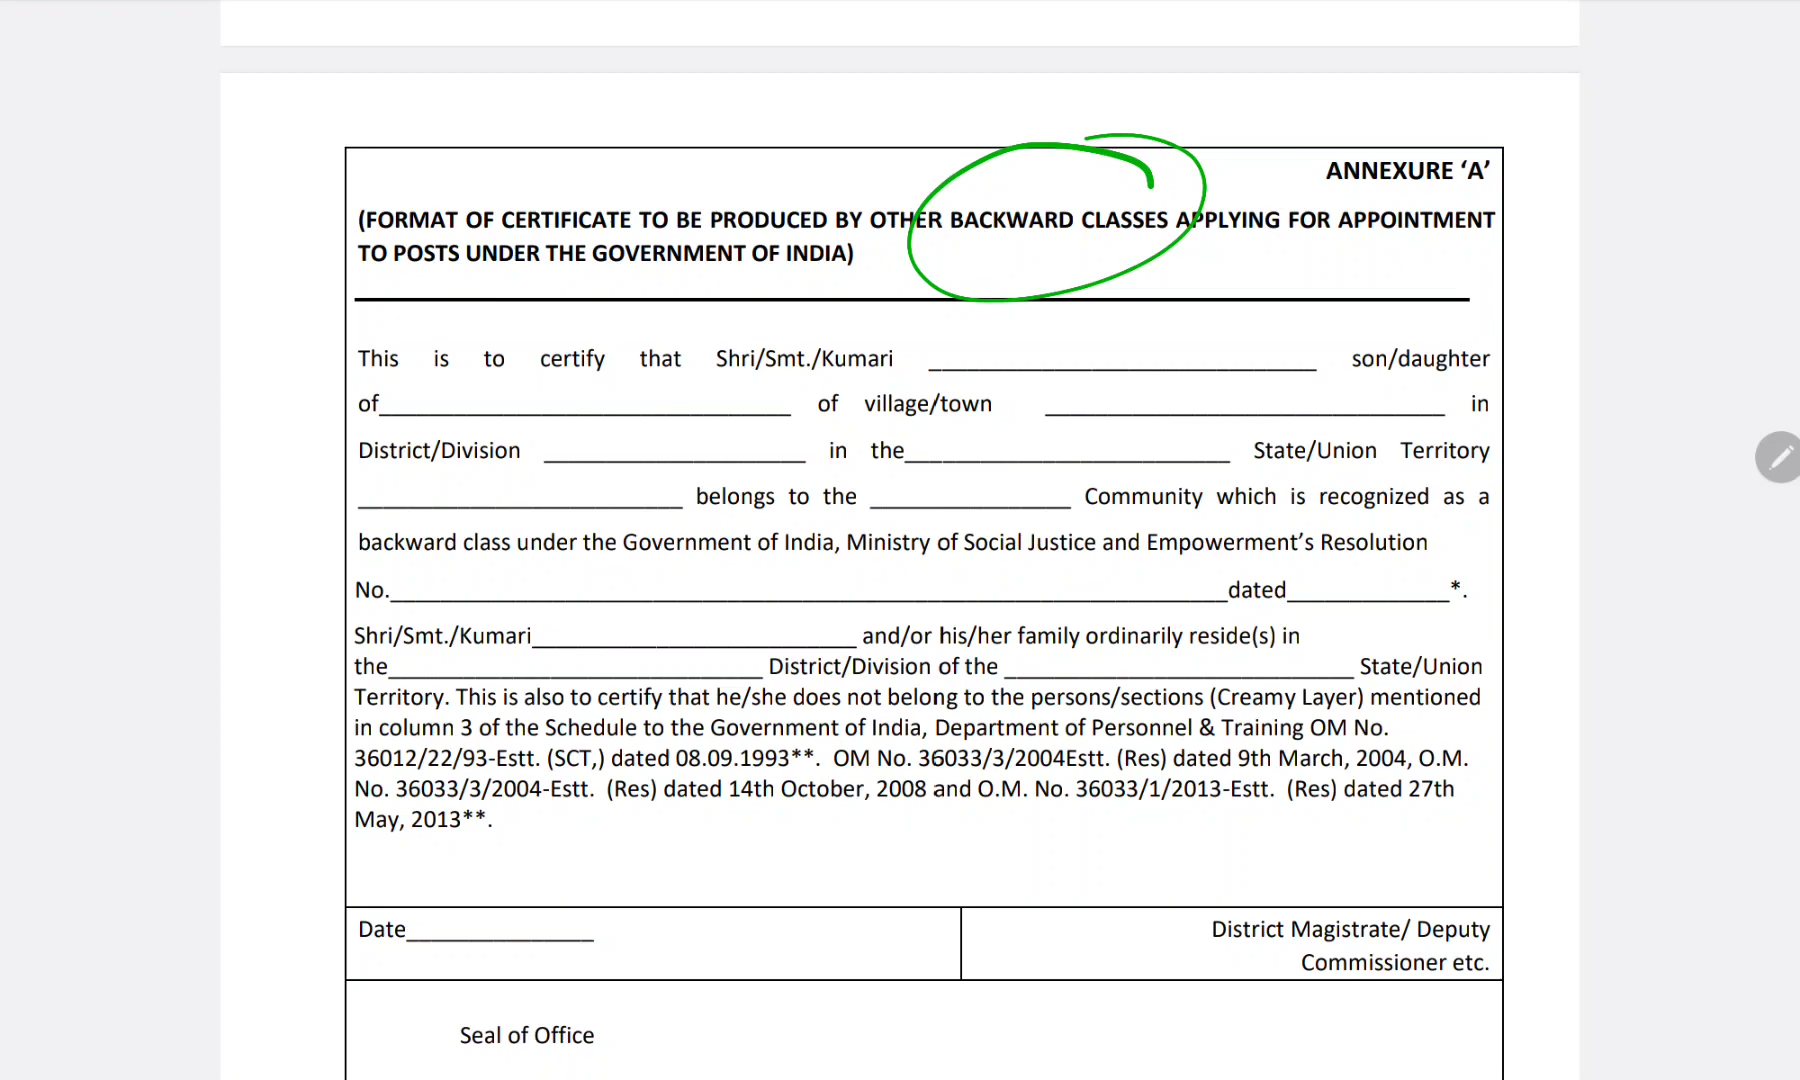 ANNEXURE ‘A’
(FORMAT OF CERTIFICATE TO BE PRODUCED BY OTHER BACKWARD CLASSES APPLYING FOR APPOINTMENT
TO POSTS UNDER THE GOVERNMENT OF INDIA)
This is to certify that Shri/Smt./Kumari ______________________________ son/daughter
of________________________________ of village/town _______________________________ in
District/Division ____________________ in the_________________________ State/Union Territory
_________________________ belongs to the _______________ Community which is recognized as a
backward class under the Government of India, Ministry of Social Justice and Empowerment’s Resolution
No._________________________________________________________________dated____________*.
Shri/Smt./Kumari_________________________ and/or his/her family ordinarily reside(s) in
the_____________________________ District/Division of the ___________________________ State/Union
Territory. This is also to certify that he/she does not belong to the persons/sections (Creamy Layer) mentioned
in column 3 of the Schedule to the Government of India, Department of Personnel & Training OM No.
36012/22/93-Estt. (SCT,) dated 08.09.1993**. OM No. 36033/3/2004Estt. (Res) dated 9th March, 2004, O.M.
No. 36033/3/2004-Estt. (Res) dated 14th October, 2008 and O.M. No. 36033/1/2013-Estt. (Res) dated 27th
May, 2013**.
Date_______________
District Magistrate/ Deputy
Commissioner etc.
Seal of Office